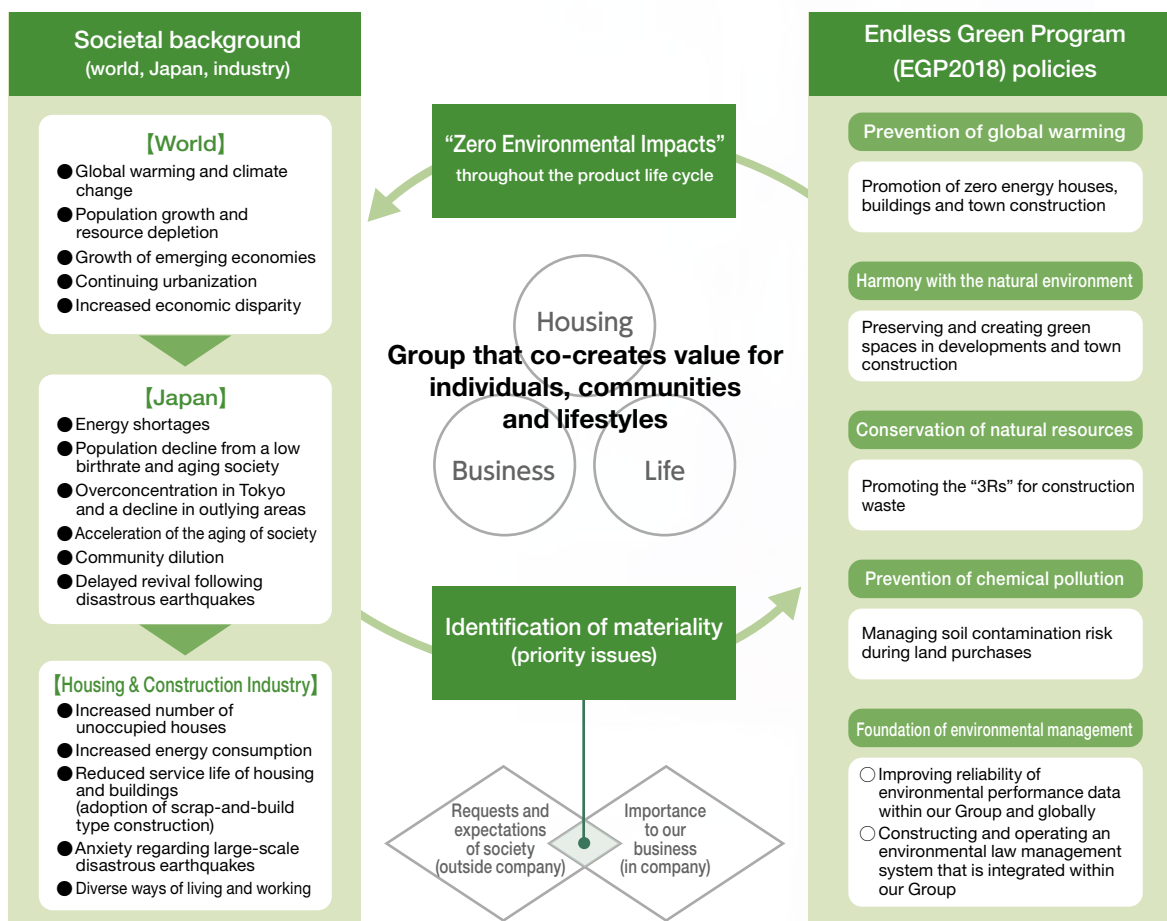 Societal background
(world, Japan, industry)
【World】
●Global warming and climate
change
●Population growth and
resource depletion
●Growth of emerging economies
●Continuing urbanization
●Increased economic disparity
【Japan】
●Energy shortages
●Population decline from a low
birthrate and aging society
●Overconcentration in Tokyo
and a decline in outlying areas
●Acceleration of the aging of society
●Community dilution
●Delayed revival following
disastrous earthquakes
【Housing & Construction Industry】
●Increased number of
unoccupied houses
●Increased energy consumption
●Reduced service life of housing
and buildings
(adoption of scrap-and-build
type construction)
●Anxiety regarding large-scale
disastrous earthquakes
●Diverse ways of living and working
“Zero Environmental Impacts”
throughout the product life cycle
Housing
Group that co-creates value for
individuals, communities
and lifestyles
Business
Life
Identification of materiality
(priority issues)
Requests and
expectations
of society
(outside company)
Importance
to our
business
(in company)
Endless Green Program
(EGP2018) policies
Prevention of global warming
Promotion of zero energy houses,
buildings and town construction
Harmony with the natural environment
Preserving and creating green
spaces in developments and town
construction
Conservation of natural resources
Promoting the “3Rs” for construction
waste
Prevention of chemical pollution
Managing soil contamination risk
during land purchases
Foundation of environmental management
○Improving reliability of
environmental performance data
within our Group and globally
○Constructing and operating an
environmental law management
system that is integrated within
our Group